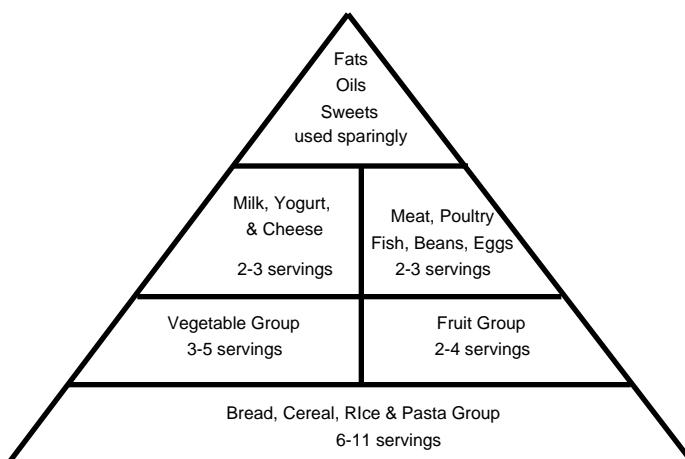 Fats
Oils
Sweets
used sparingly
Milk, Yogurt,
& Cheese
2-3 servings
Meat, Poultry
Fish, Beans, Eggs
2-3 servings
Vegetable Group
3-5 servings
Fruit Group
2-4 servings
Bread, Cereal, RIce & Pasta Group
6-11 servings